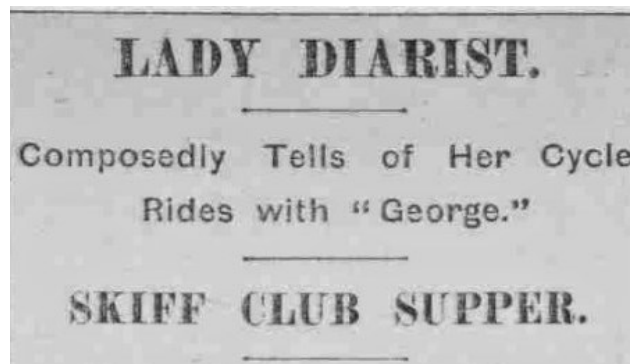 LADY DIARIST.
Composedly Tells of Her Cycle
Rides with "George."
SKIFF CLUB SUPPER.